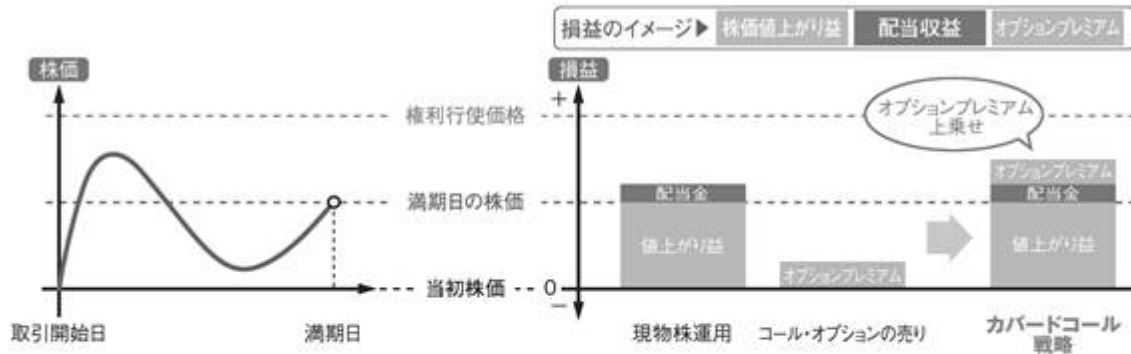 損益のイメージ▶ 株価値上がり益 配当収益 オプションプレミアム
株価
損益
+
権利行使価格
オプションプレミアム
上乗せ
オプションプレミアム
満期日の株価
配当金
配当金
値上がり益
値上がり益
オプションプレミアム
当初株価
0
−
取引開始日
満期日
現物株運用
コール・オプションの売り
カバードコール
戦略